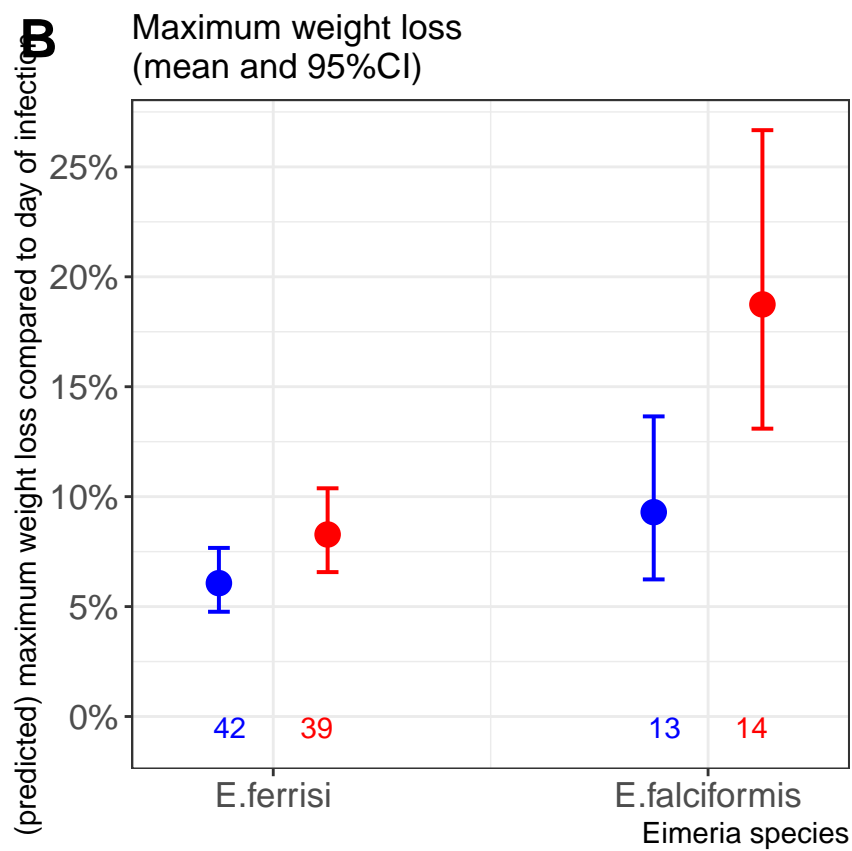 B
Maximum weight loss
(mean and 95%CI)
(predicted) maximum weight loss compared to day of infection
25%
20%
15%
10%
5%
0%
42 39 13 14
E.ferrisi E.falciformis
Eimeria species